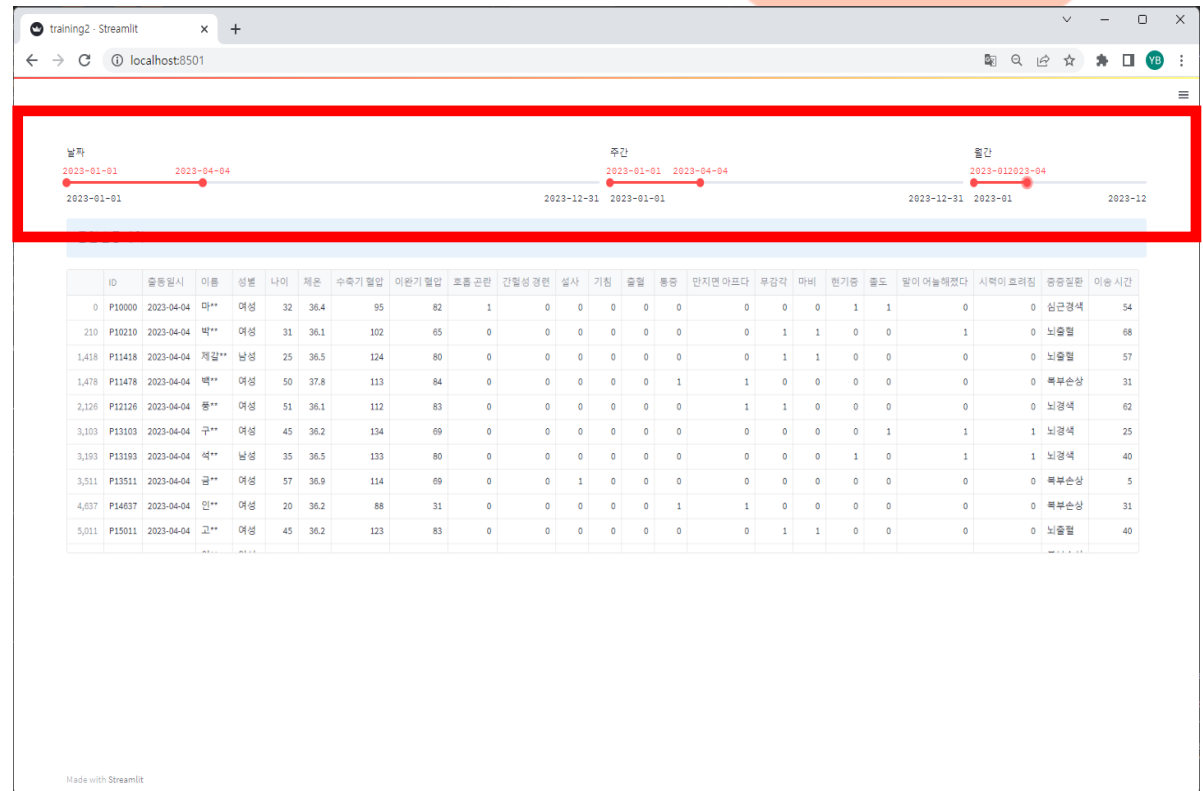 training2 - Streamlit
localhost:8501
YB
날짜 주간 월간
2023-01-01 2023-04-04 2023-01-01 2023-04-04 2023-012023-04
2023-01-01 2023-12-31 2023-01-01 2023-12-31 2023-01 2023-12
ID 출동일시 이름 성별 나이 체온 수축기 혈압 이완기 혈압 호흡 곤란 간헐성 경련 설사 기침 출혈 통증 만지면 아프다 무감각 마비 현기증 졸도 말이 어눌해졌다 시력이 흐려짐 중증질환 이송 시간
0 P10000 2023-04-04 마** 여성 32 36.4 95 82 1 0 0 0 0 0 0 0 0 1 1 0 0 심근경색 54
210 P10210 2023-04-04 박** 여성 31 36.1 102 65 0 0 0 0 0 0 0 1 1 0 0 1 0 뇌출혈 68
1,418 P11418 2023-04-04 제갈** 남성 25 36.5 124 80 0 0 0 0 0 0 0 1 1 0 0 0 0 뇌출혈 57
1,478 P11478 2023-04-04 백** 여성 50 37.8 113 84 0 0 0 0 0 1 1 0 0 0 0 0 0 복부손상 31
2,126 P12126 2023-04-04 풍** 여성 51 36.1 112 83 0 0 0 0 0 0 1 1 0 0 0 0 0 뇌경색 62
3,103 P13103 2023-04-04 구** 여성 45 36.2 134 69 0 0 0 0 0 0 0 0 0 0 1 1 1 뇌경색 25
3,193 P13193 2023-04-04 석** 남성 35 36.5 133 80 0 0 0 0 0 0 0 0 0 1 0 1 1 뇌경색 40
3,511 P13511 2023-04-04 금** 여성 57 36.9 114 69 0 0 1 0 0 0 0 0 0 0 0 0 0 복부손상 5
4,637 P14637 2023-04-04 인** 여성 20 36.2 88 31 0 0 0 0 0 1 1 0 0 0 0 0 0 복부손상 31
5,011 P15011 2023-04-04 고** 여성 45 36.2 123 83 0 0 0 0 0 0 0 1 1 0 0 0 0 뇌출혈 40
Made with Streamlit